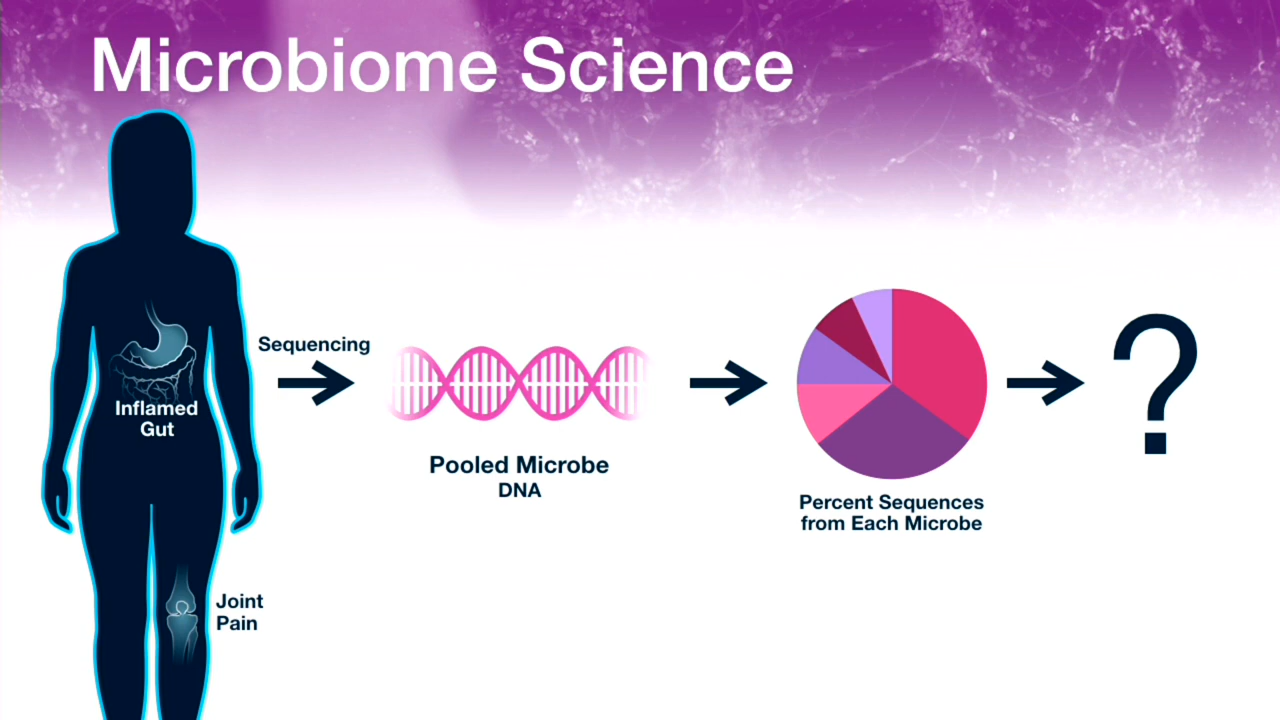 Microbiome Science
Sequencing
Inflamed
Gut
Pooled Microbe
DNA
Percent Sequences
from Each Microbe
?
Joint
Pain